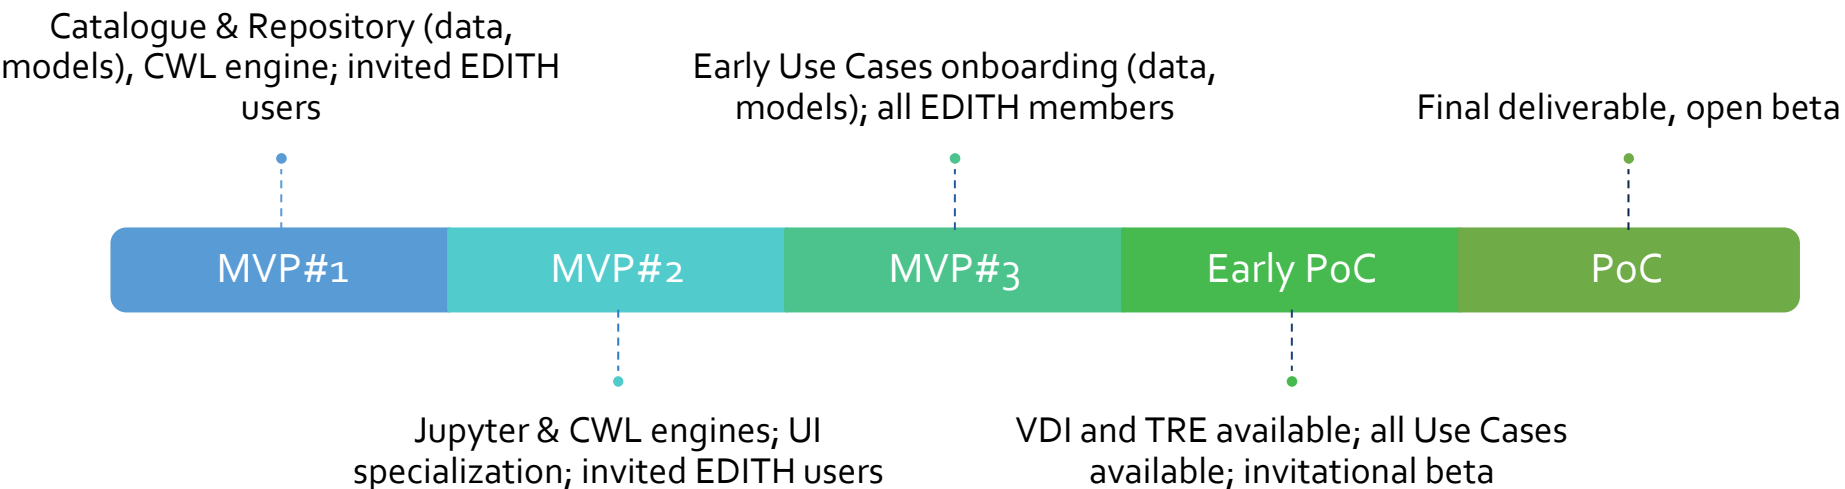 Catalogue & Repository (data,
models), CWL engine; invited EDITH
users
Early Use Cases onboarding (data,
models); all EDITH members
Final deliverable, open beta
MVP#1
MVP#2
MVP#3
Early PoC
PoC
Jupyter & CWL engines; UI
specialization; invited EDITH users
VDI and TRE available; all Use Cases
available; invitational beta